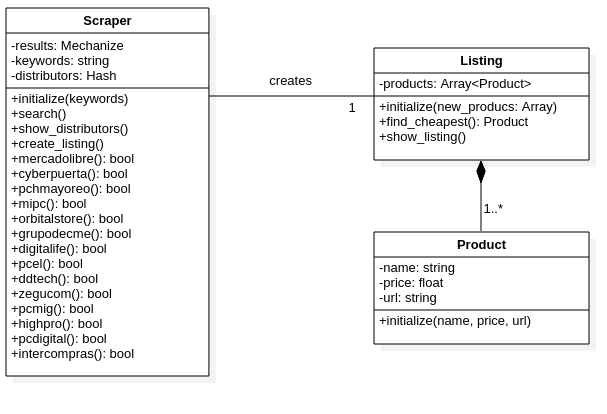 Scraper
-results: Mechanize
-keywords: string
-distributors: Hash
+initialize(keywords)
+search()
+show_distributors()
+create_listing()
+mercadolibre(): bool
+cyberpuerta(): bool
+pchmayoreo(): bool
+mipc(): bool
+orbitalstore(): bool
+grupodecme(): bool
+digitalife(): bool
+pcel(): bool
+ddtech(): bool
+zegucom(): bool
+pcmig(): bool
+highpro(): bool
+pcdigital(): bool
+intercompras(): bool
creates
1
Listing
-products: Array<Product>
+initialize(new_producs: Array)
+find_cheapest(): Product
+show_listing()
1..*
Product
-name: string
-price: float
-url: string
+initialize(name, price, url)